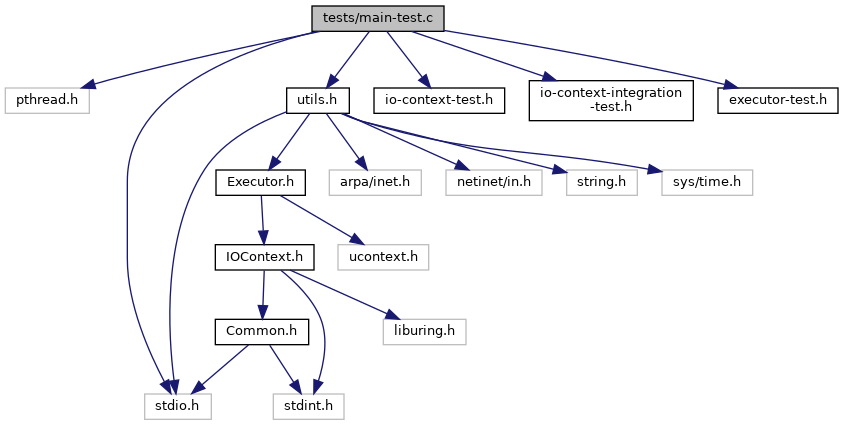 tests/main-test.c
pthread.h
utils.h
io-context-test.h
io-context-integration
-test.h
executor-test.h
Executor.h
arpa/inet.h
netinet/in.h
string.h
sys/time.h
IOContext.h
ucontext.h
Common.h
liburing.h
stdio.h
stdint.h